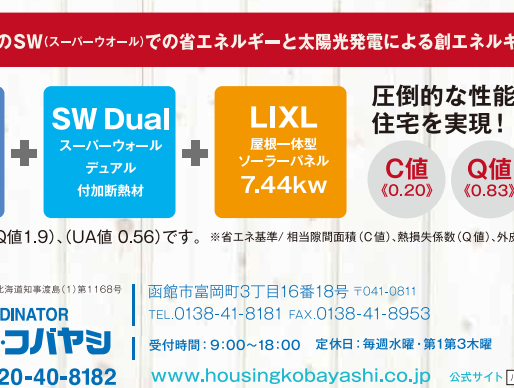 のSW(スーパーウォール)での省エネルギーと太陽光発電による創エネルギ
SW Dual
スーパーウォール
デュアル
付加断熱材
LIXL
屋根一体型
ソーラーパネル
7.44kw
圧倒的な性能
住宅を実現!
C値
《0.20》
Q値
《0.83》
Q値1.9)、(UA値 0.56)です。 ※省エネ基準/相当隙間面積(C値)、熱損失係数(Q値)、外皮
北海道知事渡島(1)第1168号
DINATOR
・コバヤシ
20-40-8182
函館市富岡町3丁目16番18号 〒041-0811
TEL.0138-41-8181 FAX.0138-41-8953
受付時間:9:00〜18:00 定休日:毎週水曜・第1第3木曜
www.housingkobayashi.co.jp 公式サイト